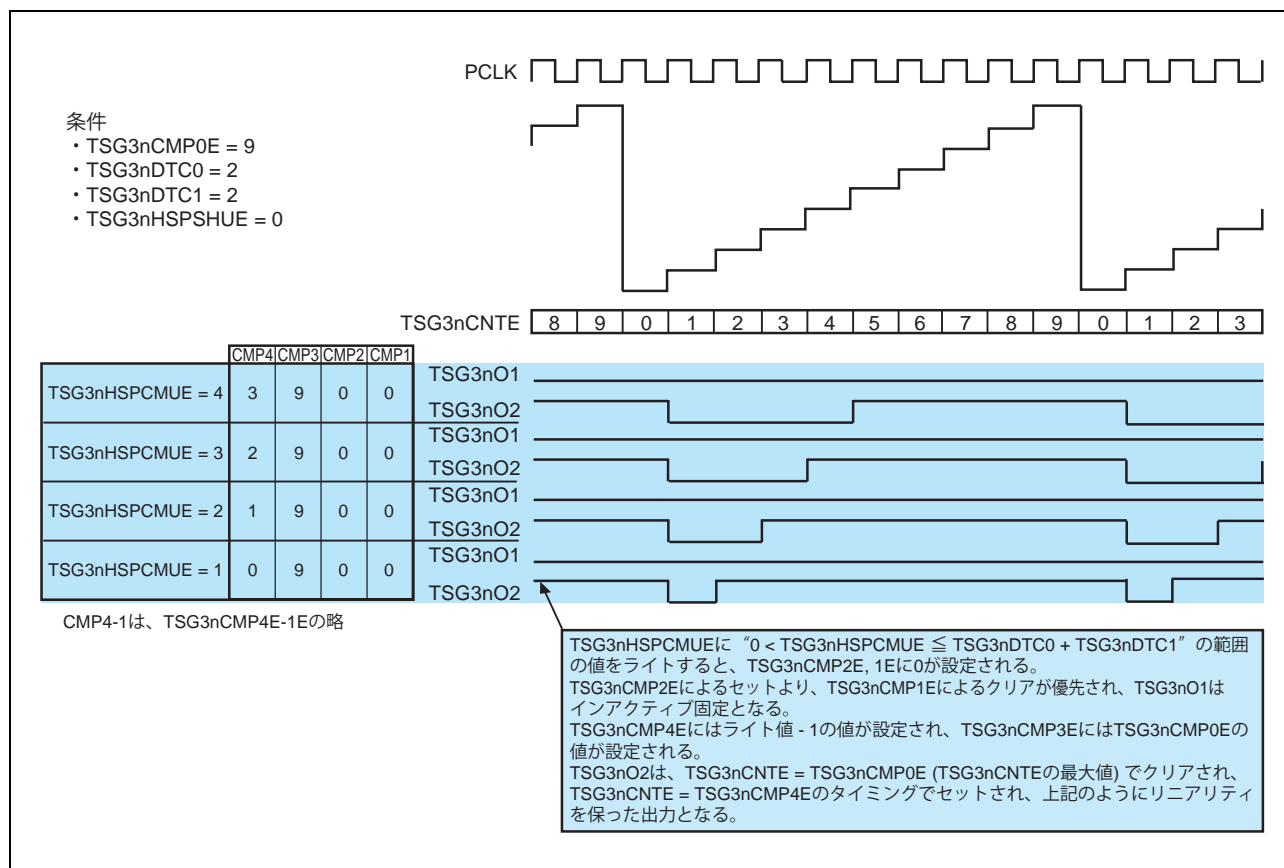 PCLK
条件
・TSG3nCMP0E = 9
・TSG3nDTC0 = 2
・TSG3nDTC1 = 2
・TSG3nHSPSHUE = 0
TSG3nCNTE 8 9 0 1 2 3 4 5 6 7 8 9 0 1 2 3
CMP4 CMP3 CMP2 CMP1
TSG3nHSPCMUE = 4 3 9 0 0
TSG3nO1
TSG3nO2
TSG3nHSPCMUE = 3 2 9 0 0
TSG3nO1
TSG3nO2
TSG3nHSPCMUE = 2 1 9 0 0
TSG3nO1
TSG3nO2
TSG3nHSPCMUE = 1 0 9 0 0
TSG3nO1
TSG3nO2
CMP4-1は、TSG3nCMP4E-1Eの略
TSG3nHSPCMUEに“0 < TSG3nHSPCMUE ≦ TSG3nDTC0 + TSG3nDTC1”の範囲
の値をライトすると、TSG3nCMP2E, 1Eに0が設定される。
TSG3nCMP2Eによるセットより、TSG3nCMP1Eによるクリアが優先され、TSG3nO1は
インアクティブ固定となる。
TSG3nCMP4Eにはライト値 - 1の値が設定され、TSG3nCMP3EにはTSG3nCMP0Eの
値が設定される。
TSG3nO2は、TSG3nCNTE = TSG3nCMP0E (TSG3nCNTEの最大値) でクリアされ、
TSG3nCNTE = TSG3nCMP4Eのタイミングでセットされ、上記のようにリニアリティ
を保った出力となる。